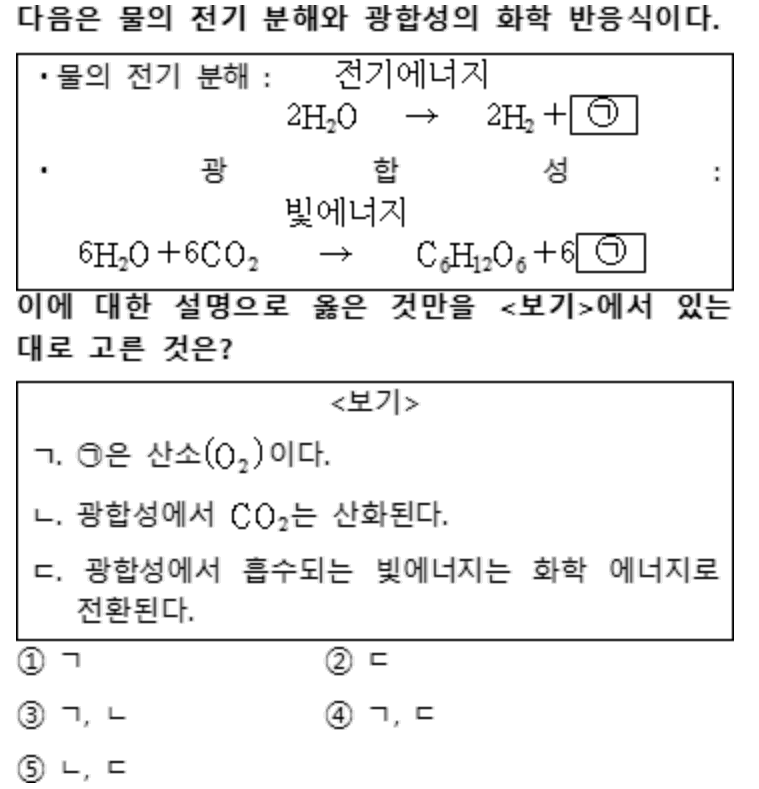 다음은 물의 전기 분해와 광합성의 화학 반응식이다.
・물의 전기 분해 : 전기에너지
2H₂O → 2H₂ + ㉠
・ 광 합 성 :
빛에너지
6H₂O+6CO₂ → C₆H₁₂O₆+6 ㉠
이에 대한 설명으로 옳은 것만을 <보기>에서 있는
대로 고른 것은?
<보기>
ㄱ. ㉠은 산소(O₂)이다.
ㄴ. 광합성에서 CO₂는 산화된다.
ㄷ. 광합성에서 흡수되는 빛에너지는 화학 에너지로
전환된다.
① ㄱ ② ㄷ
③ ㄱ, ㄴ ④ ㄱ, ㄷ
⑤ ㄴ, ㄷ